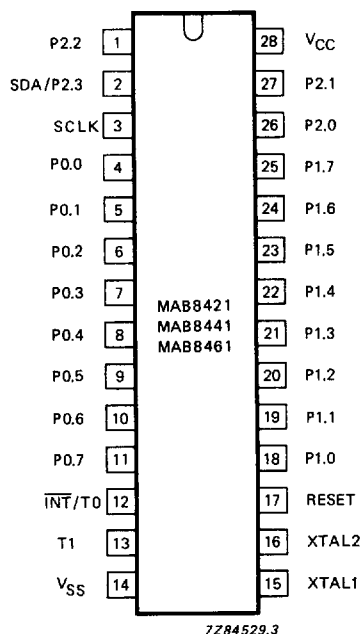 P2.2 1 28 VCC
SDA/P2.3 2 27 P2.1
SCLK 3 26 P2.0
P0.0 4 25 P1.7
P0.1 5 24 P1.6
P0.2 6 23 P1.5
P0.3 7 22 P1.4
MAB8421
MAB8441
MAB8461
P0.4 8 21 P1.3
P0.5 9 20 P1.2
P0.6 10 19 P1.1
P0.7 11 18 P1.0
INT/T0 12 17 RESET
T1 13 16 XTAL2
VSS 14 15 XTAL1
7Z84529.3